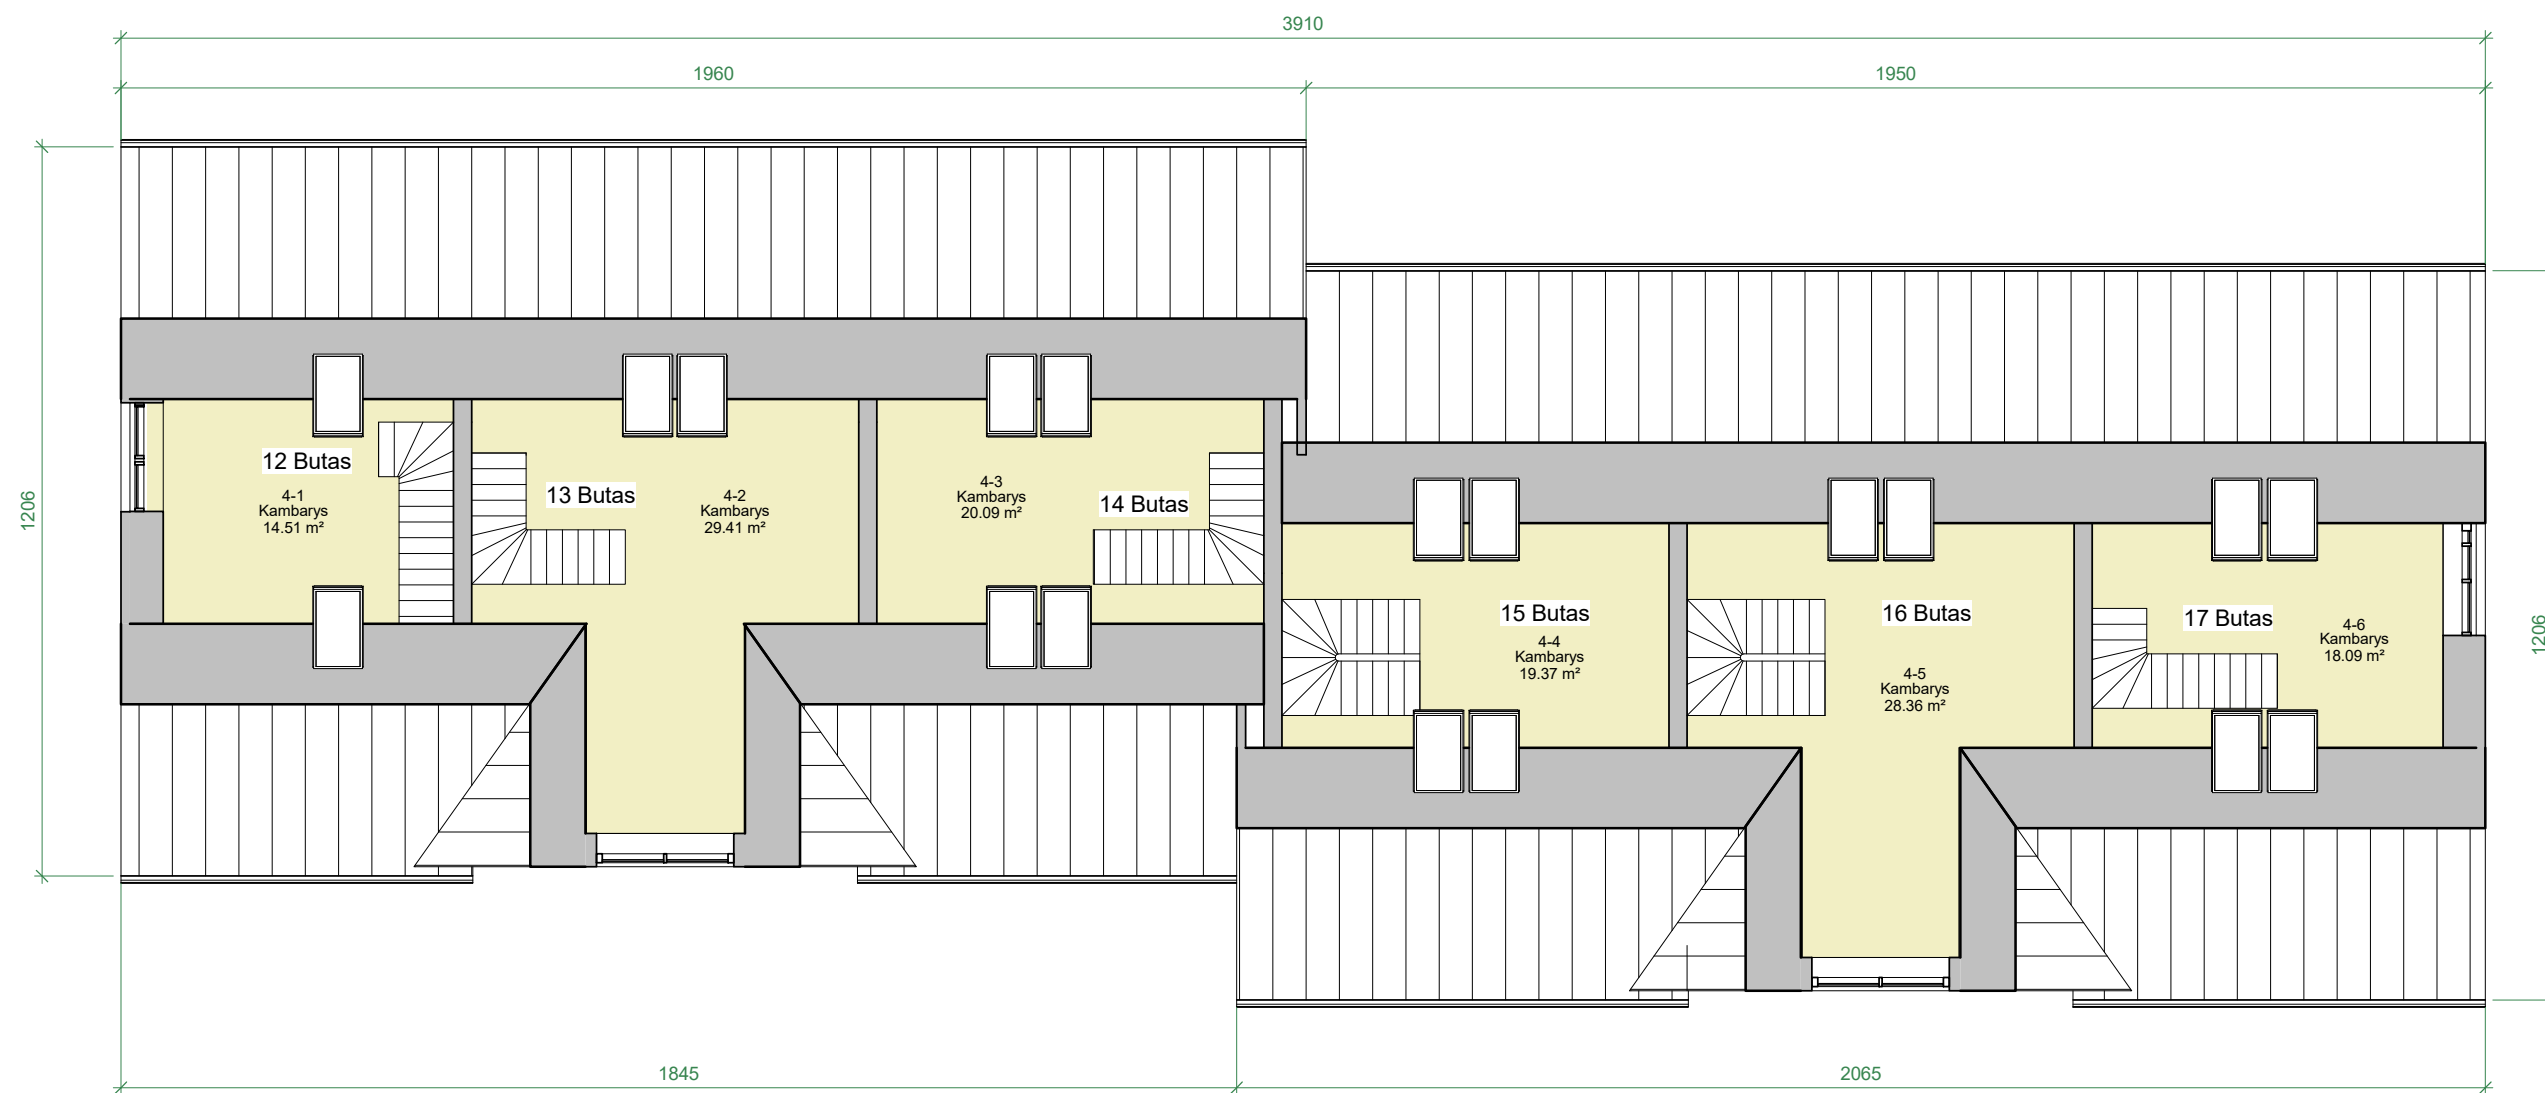 3910
1960
1950
1206
12 Butas
4-1
Kambarys
14.51 m²
13 Butas
4-2
Kambarys
29.41 m²
4-3
Kambarys
20.09 m²
14 Butas
15 Butas
4-4
Kambarys
19.37 m²
16 Butas
4-5
Kambarys
28.36 m²
17 Butas
4-6
Kambarys
18.09 m²
1206
1845
2065